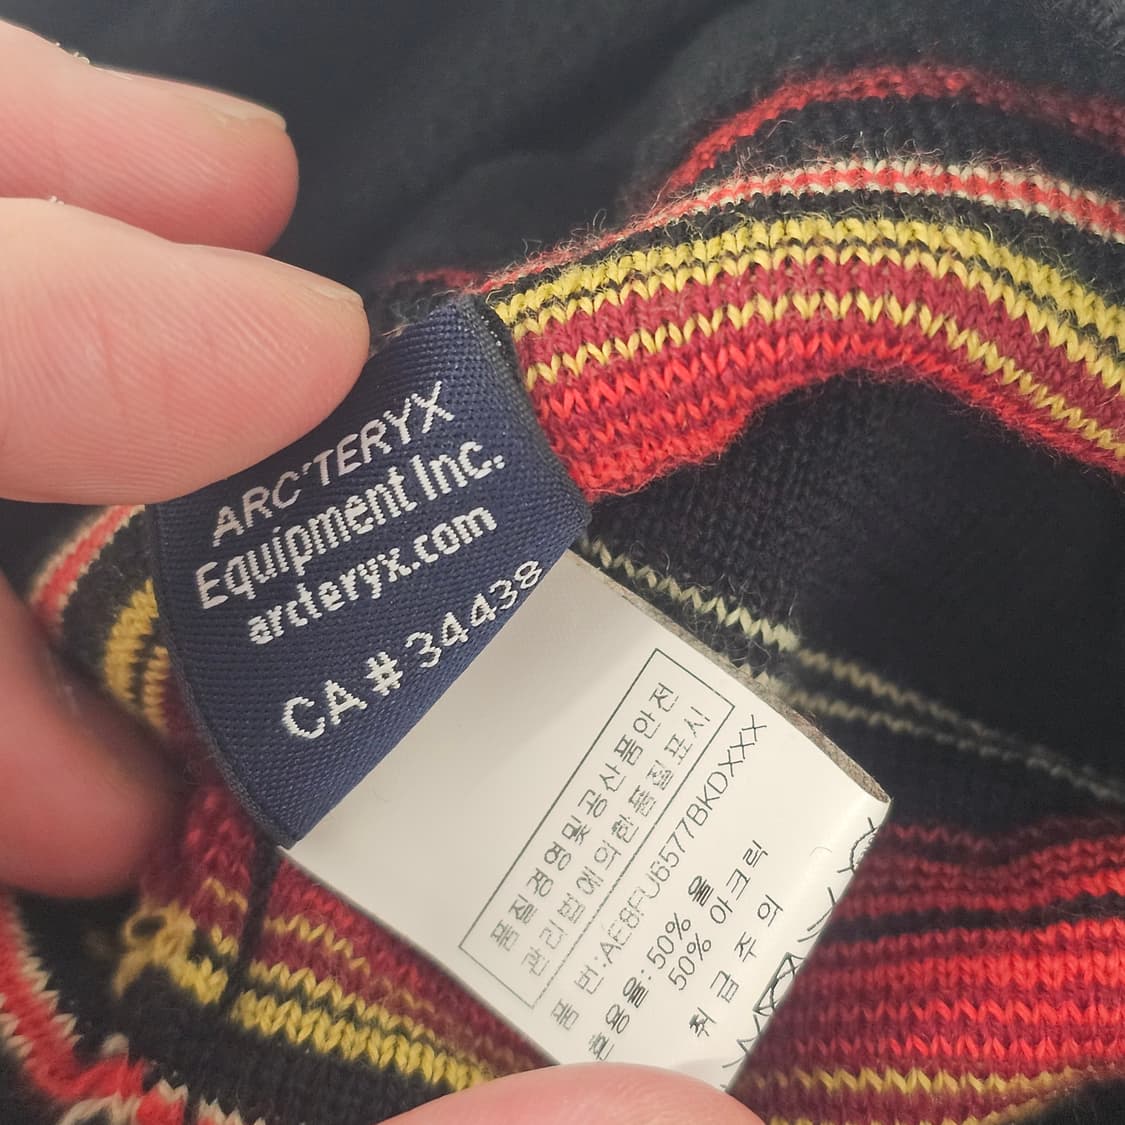 ARC'TERYX
Equipment Inc.
arcteryx.com
CA # 34438
품질경영및공산품안전
관리법에의한품질표시
품 번:AE8FU6577BKDXXX
혼용율: 50% 울
50% 아크릭
취 급 주 의